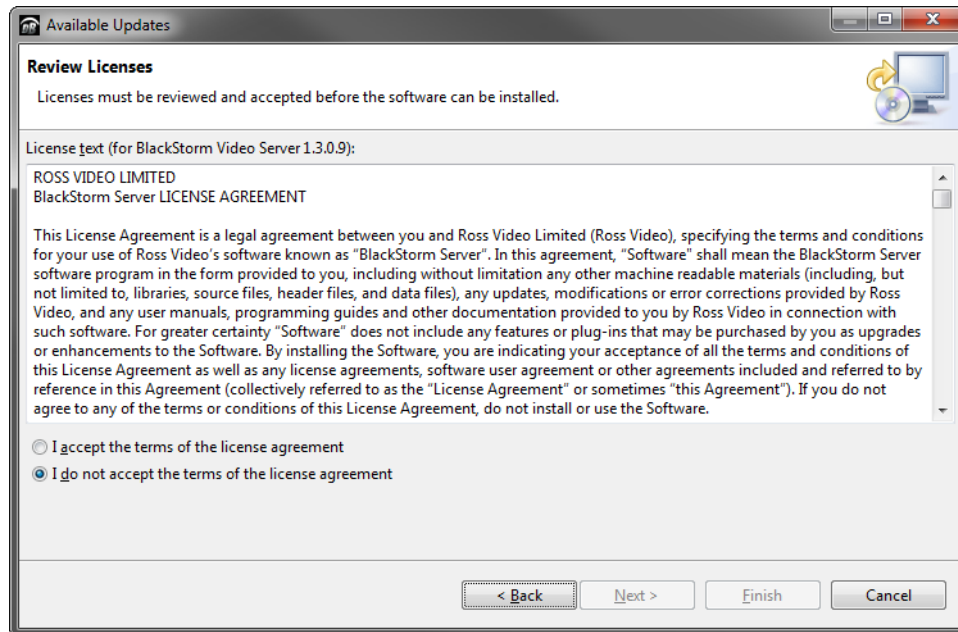 Available Updates
Review Licenses
Licenses must be reviewed and accepted before the software can be installed.
License text (for BlackStorm Video Server 1.3.0.9):
ROSS VIDEO LIMITED
BlackStorm Server LICENSE AGREEMENT
This License Agreement is a legal agreement between you and Ross Video Limited (Ross Video), specifying the terms and conditions
for your use of Ross Video’s software known as “BlackStorm Server”. In this agreement, “Software” shall mean the BlackStorm Server
software program in the form provided to you, including without limitation any other machine readable materials (including, but
not limited to, libraries, source files, header files, and data files), any updates, modifications or error corrections provided by Ross
Video, and any user manuals, programming guides and other documentation provided to you by Ross Video in connection with
such software. For greater certainty “Software” does not include any features or plug-ins that may be purchased by you as upgrades
or enhancements to the Software. By installing the Software, you are indicating your acceptance of all the terms and conditions of
this License Agreement as well as any license agreements, software user agreement or other agreements included and referred to by
reference in this Agreement (collectively referred to as the “License Agreement” or sometimes “this Agreement”). If you do not
agree to any of the terms or conditions of this License Agreement, do not install or use the Software.
I accept the terms of the license agreement
I do not accept the terms of the license agreement
< Back
Next >
Finish
Cancel